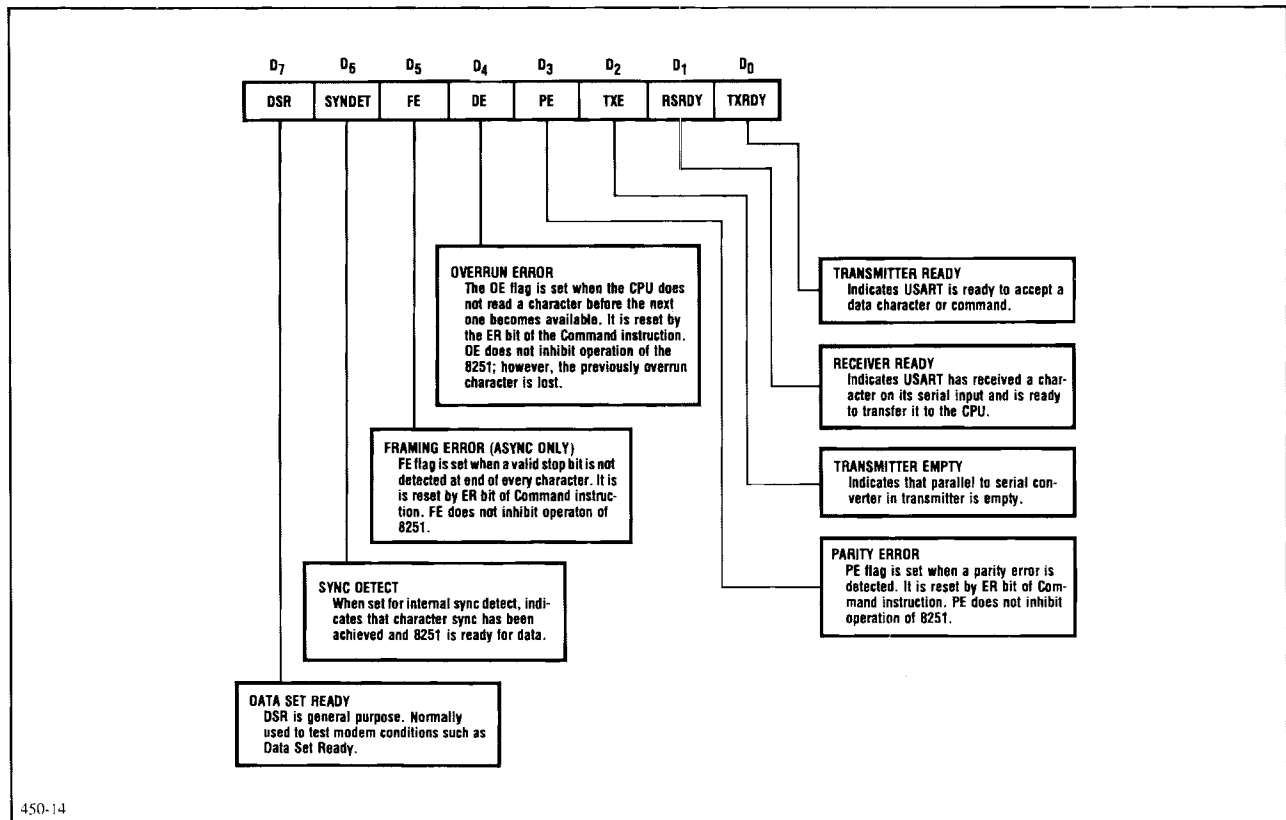 D7 D6 D5 D4 D3 D2 D1 D0
DSR SYNDET FE DE PE TXE RSRDY TXRDY
OVERRUN ERROR
The OE flag is set when the CPU does
not read a character before the next
one becomes available. It is reset by
the ER bit of the Command instruction.
OE does not inhibit operation of the
8251; however, the previously overrun
character is lost.
TRANSMITTER READY
Indicates USART is ready to accept a
data character or command.
RECEIVER READY
Indicates USART has received a char-
acter on its serial input and is ready
to transfer it to the CPU.
FRAMING ERROR (ASYNC ONLY)
FE flag is set when a valid stop bit is not
detected at end of every character. It is
is reset by ER bit of Command instruc-
tion. FE does not inhibit operaton of
8251.
TRANSMITTER EMPTY
Indicates that parallel to serial con-
verter in transmitter is empty.
PARITY ERROR
PE flag is set when a parity error is
detected. It is reset by ER bit of Com-
mand instruction. PE does not inhibit
operation of 8251.
SYNC DETECT
When set for internal sync detect, indi-
cates that character sync has been
achieved and 8251 is ready for data.
DATA SET READY
DSR is general purpose. Normally
used to test modem conditions such as
Data Set Ready.
450-14